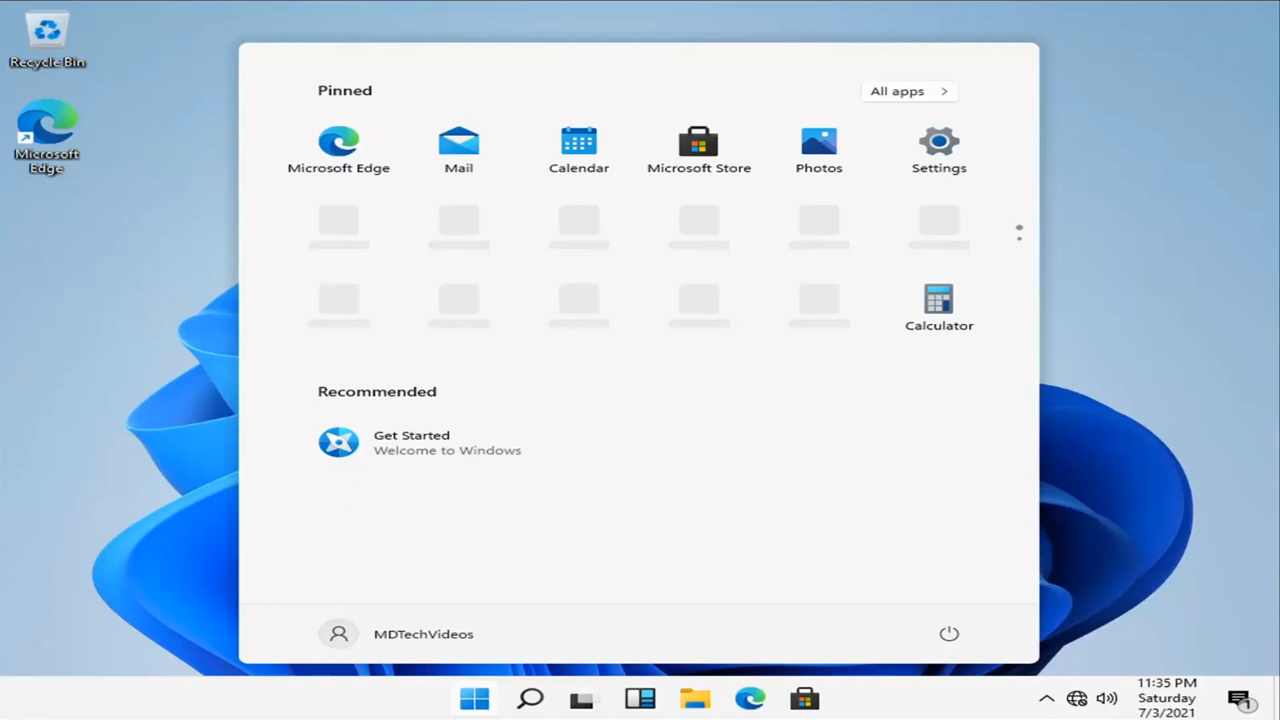 Recycle Bin
Microsoft
Edge
Pinned
All apps
Microsoft Edge
Mail
Calendar
Microsoft Store
Photos
Settings
Calculator
Recommended
Get Started
Welcome to Windows
MDTechVideos
11:35 PM
Saturday
7/3/2021
1